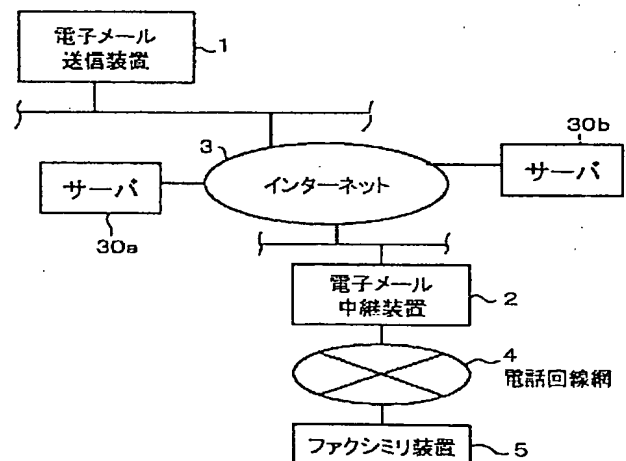 電子メール
送信装置
1
30b
3
サーバ
インターネット
サーバ
30a
電子メール
中継装置
2
4
電話回線網
ファクシミリ装置
5